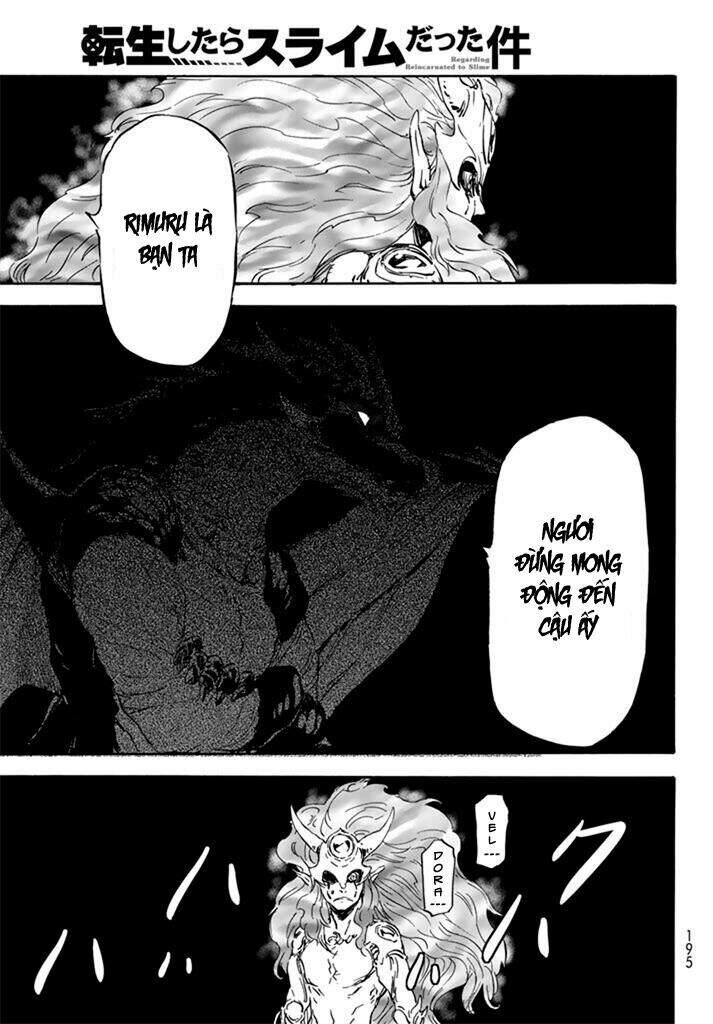 転生したらスライムだった件
Regarding
Reincarnated to Slime
RIMURU LÀ
BẠN TA
NGƯƠI
ĐỪNG MONG
ĐỘNG ĐẾN
CẬU ẤY
VEL
---
DORA
---
ハ
ハ
ハ
ハ
195